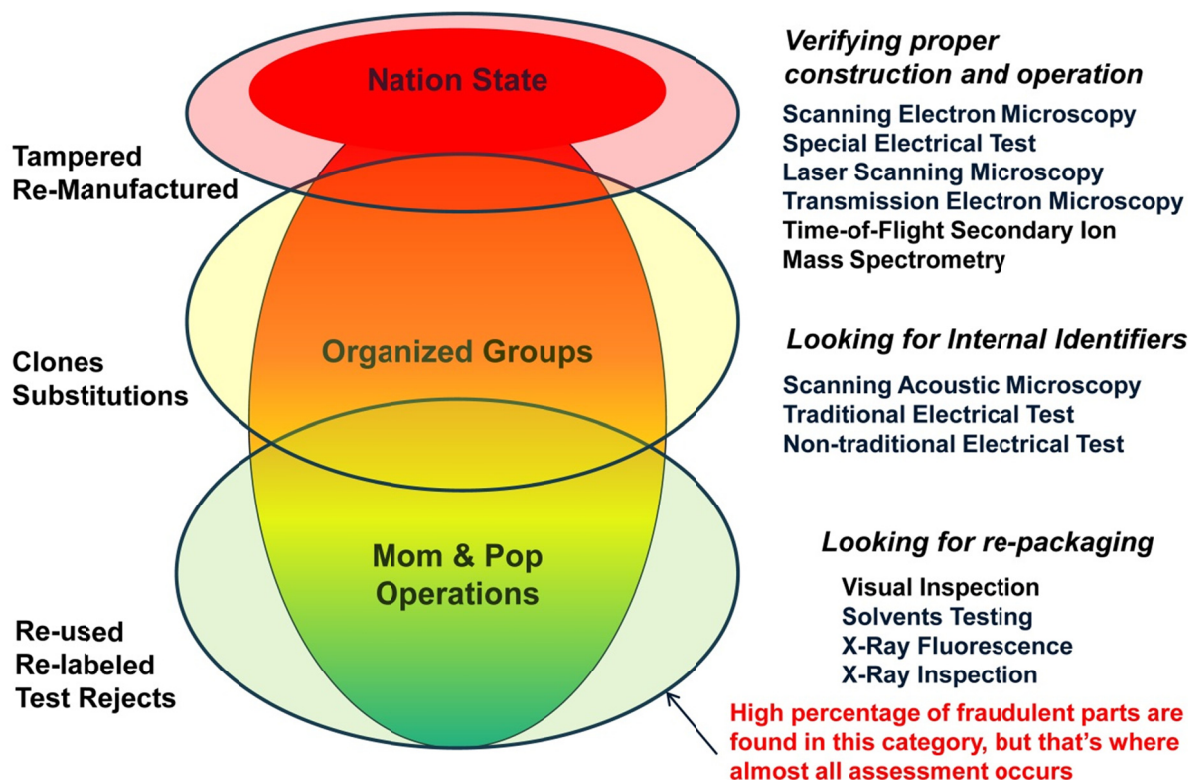 Nation State
Tampered
Re-Manufactured
Verifying proper
construction and operation
Scanning Electron Microscopy
Special Electrical Test
Laser Scanning Microscopy
Transmission Electron Microscopy
Time-of-Flight Secondary Ion
Mass Spectrometry
Organized Groups
Clones
Substitutions
Looking for Internal Identifiers
Scanning Acoustic Microscopy
Traditional Electrical Test
Non-traditional Electrical Test
Mom & Pop
Operations
Re-used
Re-labeled
Test Rejects
Looking for re-packaging
Visual Inspection
Solvents Testing
X-Ray Fluorescence
X-Ray Inspection
High percentage of fraudulent parts are
found in this category, but that's where
almost all assessment occurs